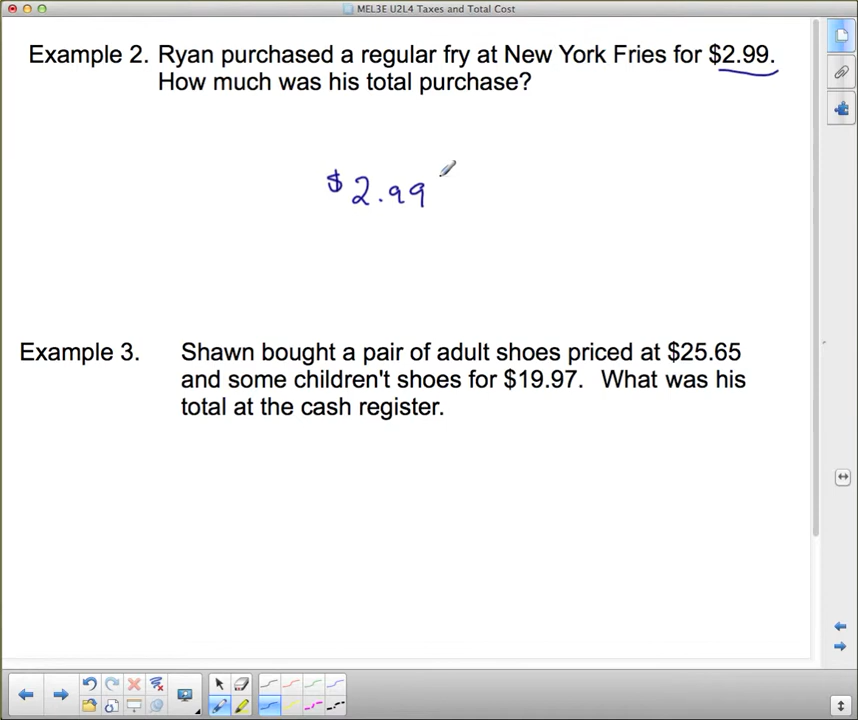 MEL3E U2L4 Taxes and Total Cost
Example 2. Ryan purchased a regular fry at New York Fries for $2.99.
How much was his total purchase?
$2.99
Example 3. Shawn bought a pair of adult shoes priced at $25.65
and some children't shoes for $19.97. What was his
total at the cash register.